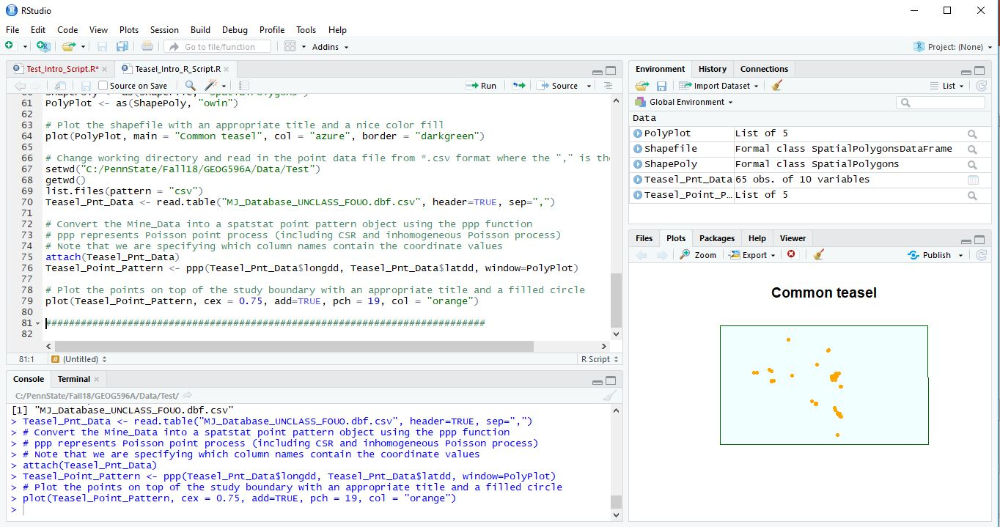 RStudio
File Edit Code View Plots Session Build Debug Profile Tools Help
Go to file/function Addins Project: (None)
Test_Intro_Script.R* Teasel_Intro_R_Script.R
Source on Save Run Source
61 PolyPlot <- as(ShapePoly, "owin")
62
63 # Plot the shapefile with an appropriate title and a nice color fill
64 plot(PolyPlot, main = "Common teasel", col = "azure", border = "darkgreen")
65
66 # Change working directory and read in the point data file from *.csv format where the "," is the
67 setwd("C:/PennState/Fall18/GEOG596A/Data/Test")
68 getwd()
69 list.files(pattern = "csv")
70 Teasel_Pnt_Data <- read.table("MJ_Database_UNCLASS_FOUO.dbf.csv", header=TRUE, sep=",")
71
72 # Convert the Mine_Data into a spatstat point pattern object using the ppp function
73 # ppp represents Poisson point process (including CSR and inhomogeneous Poisson process)
74 # Note that we are specifying which column names contain the coordinate values
75 attach(Teasel_Pnt_Data)
76 Teasel_Point_Pattern <- ppp(Teasel_Pnt_Data$longdd, Teasel_Pnt_Data$latdd, window=PolyPlot)
77
78 # Plot the points on top of the study boundary with an appropriate title and a filled circle
79 plot(Teasel_Point_Pattern, cex = 0.75, add=TRUE, pch = 19, col = "orange")
80
81 ###########################################################################
82
81:1 # (Untitled) R Script
Console Terminal
C:/PennState/Fall18/GEOG596A/Data/Test/
[1] "MJ_Database_UNCLASS_FOUO.dbf.csv"
> Teasel_Pnt_Data <- read.table("MJ_Database_UNCLASS_FOUO.dbf.csv", header=TRUE, sep=",")
> # Convert the Mine_Data into a spatstat point pattern object using the ppp function
> # ppp represents Poisson point process (including CSR and inhomogeneous Poisson process)
> # Note that we are specifying which column names contain the coordinate values
> attach(Teasel_Pnt_Data)
> Teasel_Point_Pattern <- ppp(Teasel_Pnt_Data$longdd, Teasel_Pnt_Data$latdd, window=PolyPlot)
> # Plot the points on top of the study boundary with an appropriate title and a filled circle
> plot(Teasel_Point_Pattern, cex = 0.75, add=TRUE, pch = 19, col = "orange")
>
Environment History Connections
Import Dataset List
Global Environment
Data
PolyPlot List of 5
Shapefile Formal class SpatialPolygonsDataFrame
ShapePoly Formal class SpatialPolygons
Teasel_Pnt_Data 65 obs. of 10 variables
Teasel_Point_P... List of 5
Files Plots Packages Help Viewer
Zoom Export Publish
Common teasel